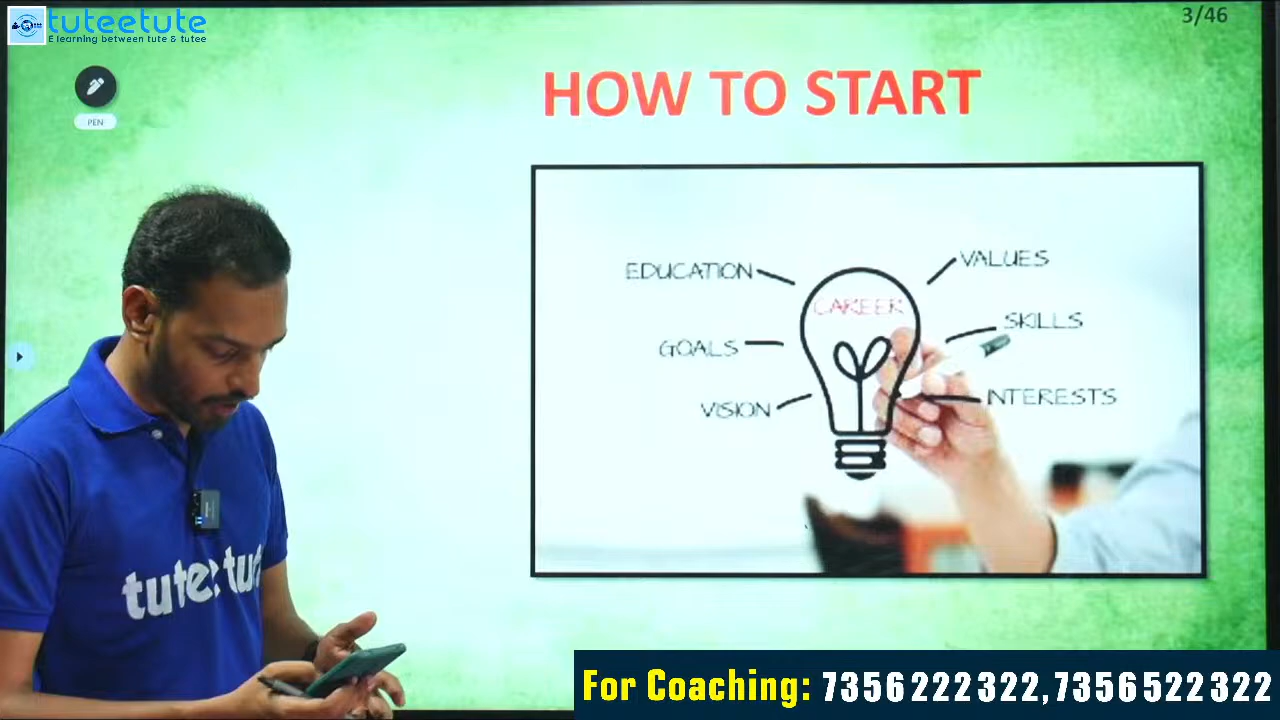 tuteetute
E learning between tute & tutee
3/46
PEN
HOW TO START
EDUCATION
VALUES
CAREER
SKILLS
GOALS
INTERESTS
VISION
tuteetute
For Coaching: 7356222322, 7356522322